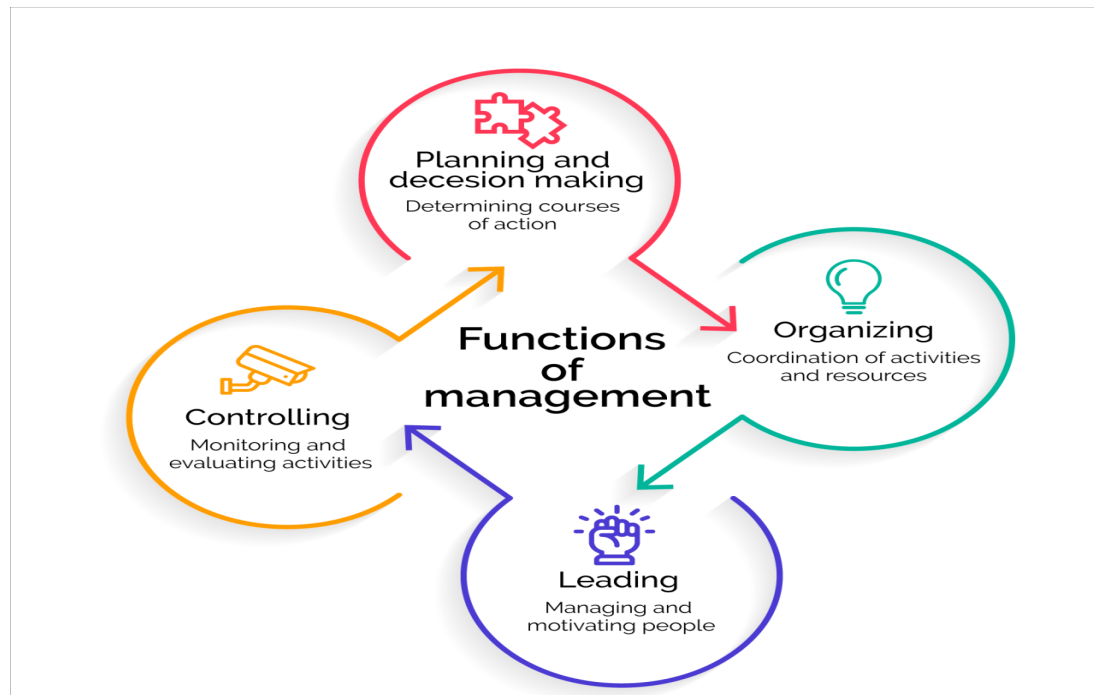 Planning and
decesion making
Determining courses
of action
Organizing
Coordination of activities
and resources
Functions
of
management
Controlling
Monitoring and
evaluating activities
Leading
Managing and
motivating people